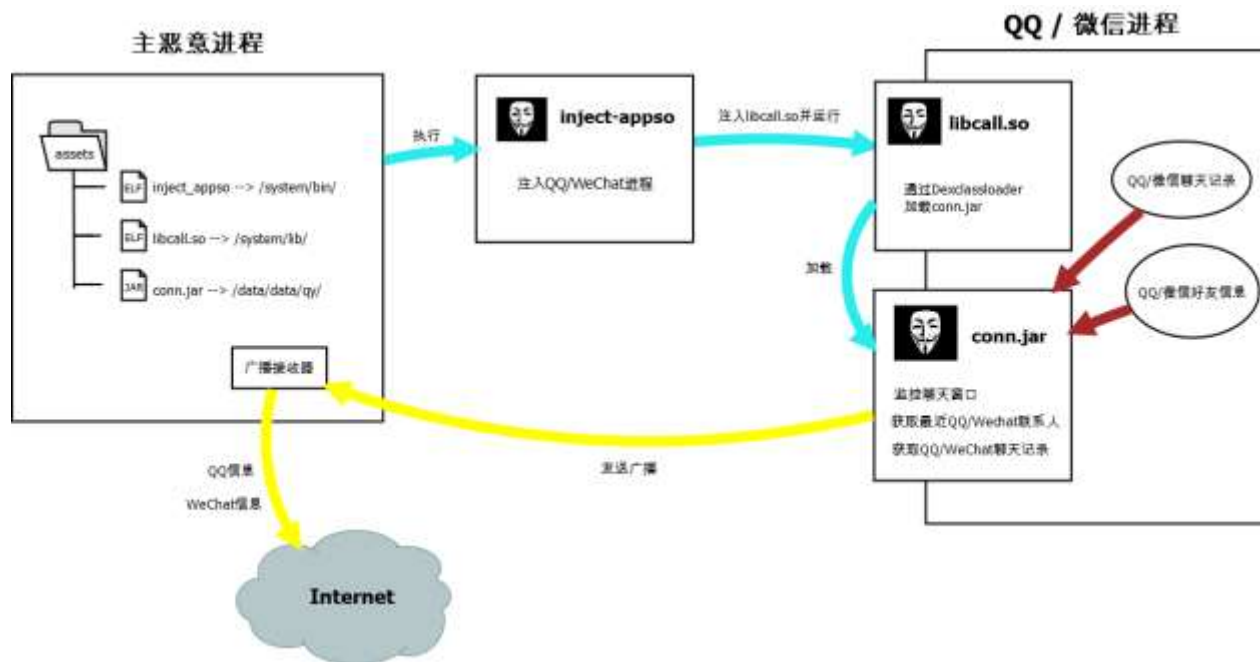 主恶意进程
QQ / 微信进程
assets
ELF inject_appso --> /system/bin/
ELF libcall.so --> /system/lib/
JAR conn.jar --> /data/data/qy/
广播接收器
执行
inject-appso
注入QQ/WeChat进程
注入libcall.so并运行
libcall.so
通过Dexclassloader
加载conn.jar
加载
QQ/微信聊天记录
QQ/微信好友信息
conn.jar
监控聊天窗口
获取最近QQ/Wechat联系人
获取QQ/WeChat聊天记录
发送广播
QQ信息
WeChat信息
Internet